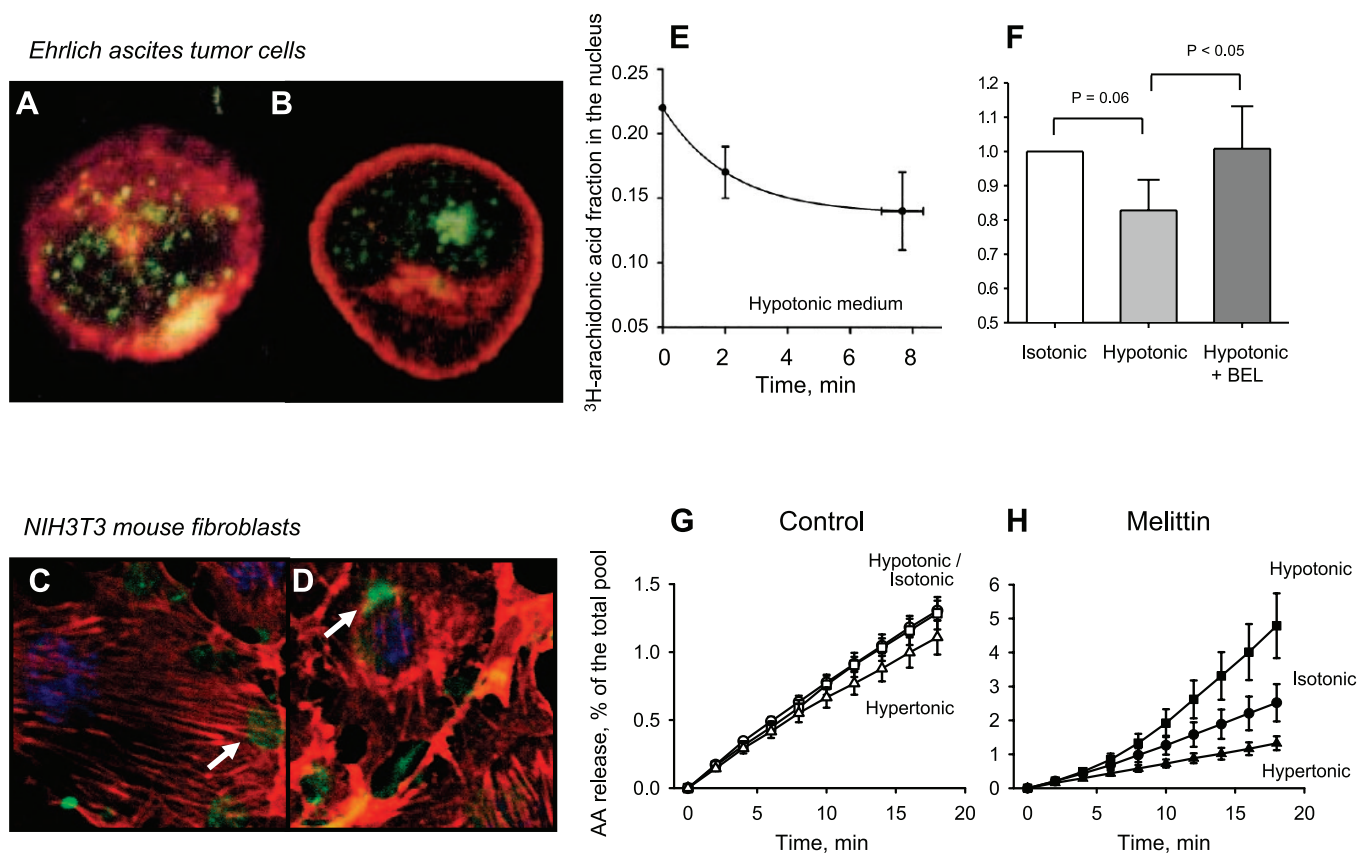 Ehrlich ascites tumor cells
A
B
E
³H-arachidonic acid fraction in the nucleus
0.25
0.20
0.15
0.10
0.05
Hypotonic medium
0 2 4 6 8
Time, min
F
P < 0.05
P = 0.06
1.2
1.1
1.0
0.9
0.8
0.7
0.6
0.5
Isotonic Hypotonic Hypotonic
+ BEL
NIH3T3 mouse fibroblasts
C
D
G Control
AA release, % of the total pool
1.5
1.0
0.5
0.0
Hypotonic /
Isotonic
Hypertonic
0 5 10 15 20
Time, min
H Melittin
6
5
4
3
2
1
0
Hypotonic
Isotonic
Hypertonic
0 5 10 15 20
Time, min